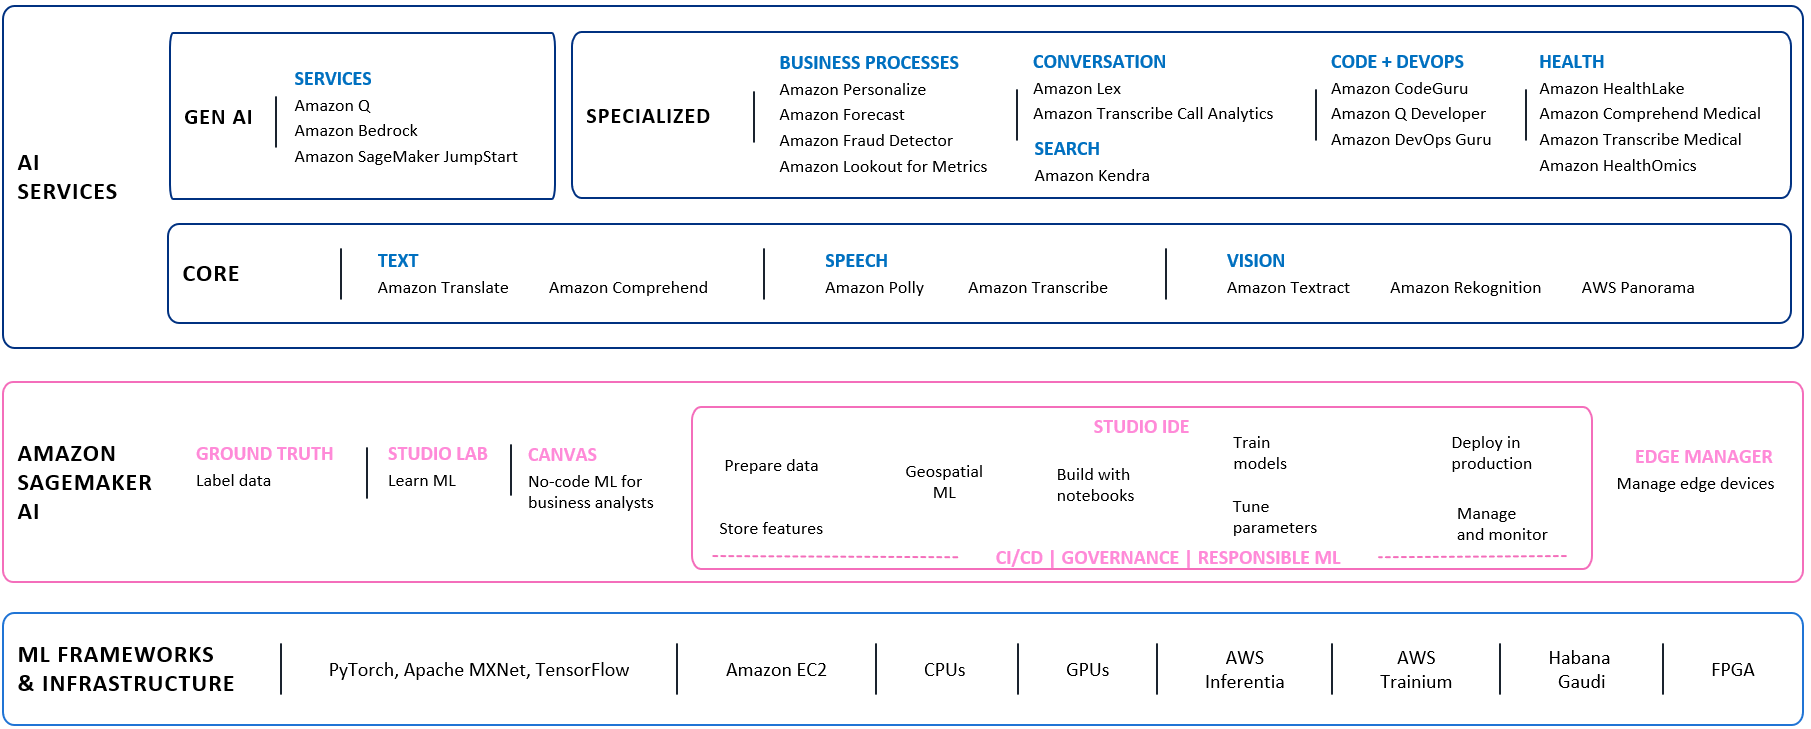 AI
SERVICES
GEN AI
SERVICES
Amazon Q
Amazon Bedrock
Amazon SageMaker JumpStart
SPECIALIZED
BUSINESS PROCESSES
Amazon Personalize
Amazon Forecast
Amazon Fraud Detector
Amazon Lookout for Metrics
CONVERSATION
Amazon Lex
Amazon Transcribe Call Analytics
SEARCH
Amazon Kendra
CODE + DEVOPS
Amazon CodeGuru
Amazon Q Developer
Amazon DevOps Guru
HEALTH
Amazon HealthLake
Amazon Comprehend Medical
Amazon Transcribe Medical
Amazon HealthOmics
CORE
TEXT
Amazon Translate Amazon Comprehend
SPEECH
Amazon Polly Amazon Transcribe
VISION
Amazon Textract Amazon Rekognition AWS Panorama
AMAZON
SAGEMAKER
AI
GROUND TRUTH
Label data
STUDIO LAB
Learn ML
CANVAS
No-code ML for
business analysts
STUDIO IDE
Prepare data
Store features
Geospatial
ML
Build with
notebooks
Train
models
Tune
parameters
Deploy in
production
Manage
and monitor
CI/CD | GOVERNANCE | RESPONSIBLE ML
EDGE MANAGER
Manage edge devices
ML FRAMEWORKS
& INFRASTRUCTURE
PyTorch, Apache MXNet, TensorFlow
Amazon EC2
CPUs
GPUs
AWS
Inferentia
AWS
Trainium
Habana
Gaudi
FPGA